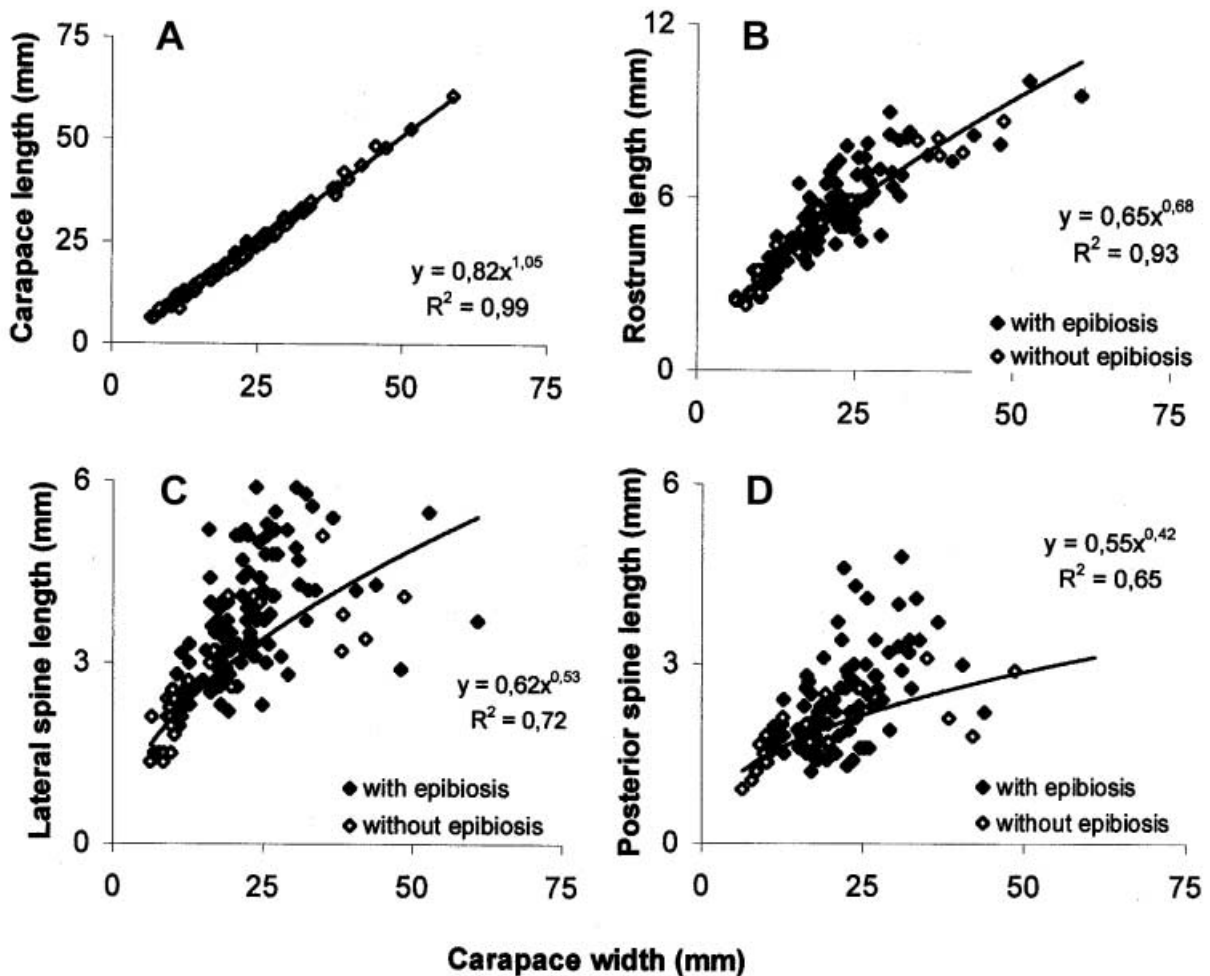 A
Carapace length (mm)
75
50
25
0
0 25 50 75
y = 0,82x^1,05
R² = 0,99
B
Rostrum length (mm)
12
6
0
0 25 50 75
y = 0,65x^0,68
R² = 0,93
with epibiosis
without epibiosis
C
Lateral spine length (mm)
6
3
0
0 25 50 75
y = 0,62x^0,53
R² = 0,72
with epibiosis
without epibiosis
D
Posterior spine length (mm)
6
3
0
0 25 50 75
y = 0,55x^0,42
R² = 0,65
with epibiosis
without epibiosis
Carapace width (mm)